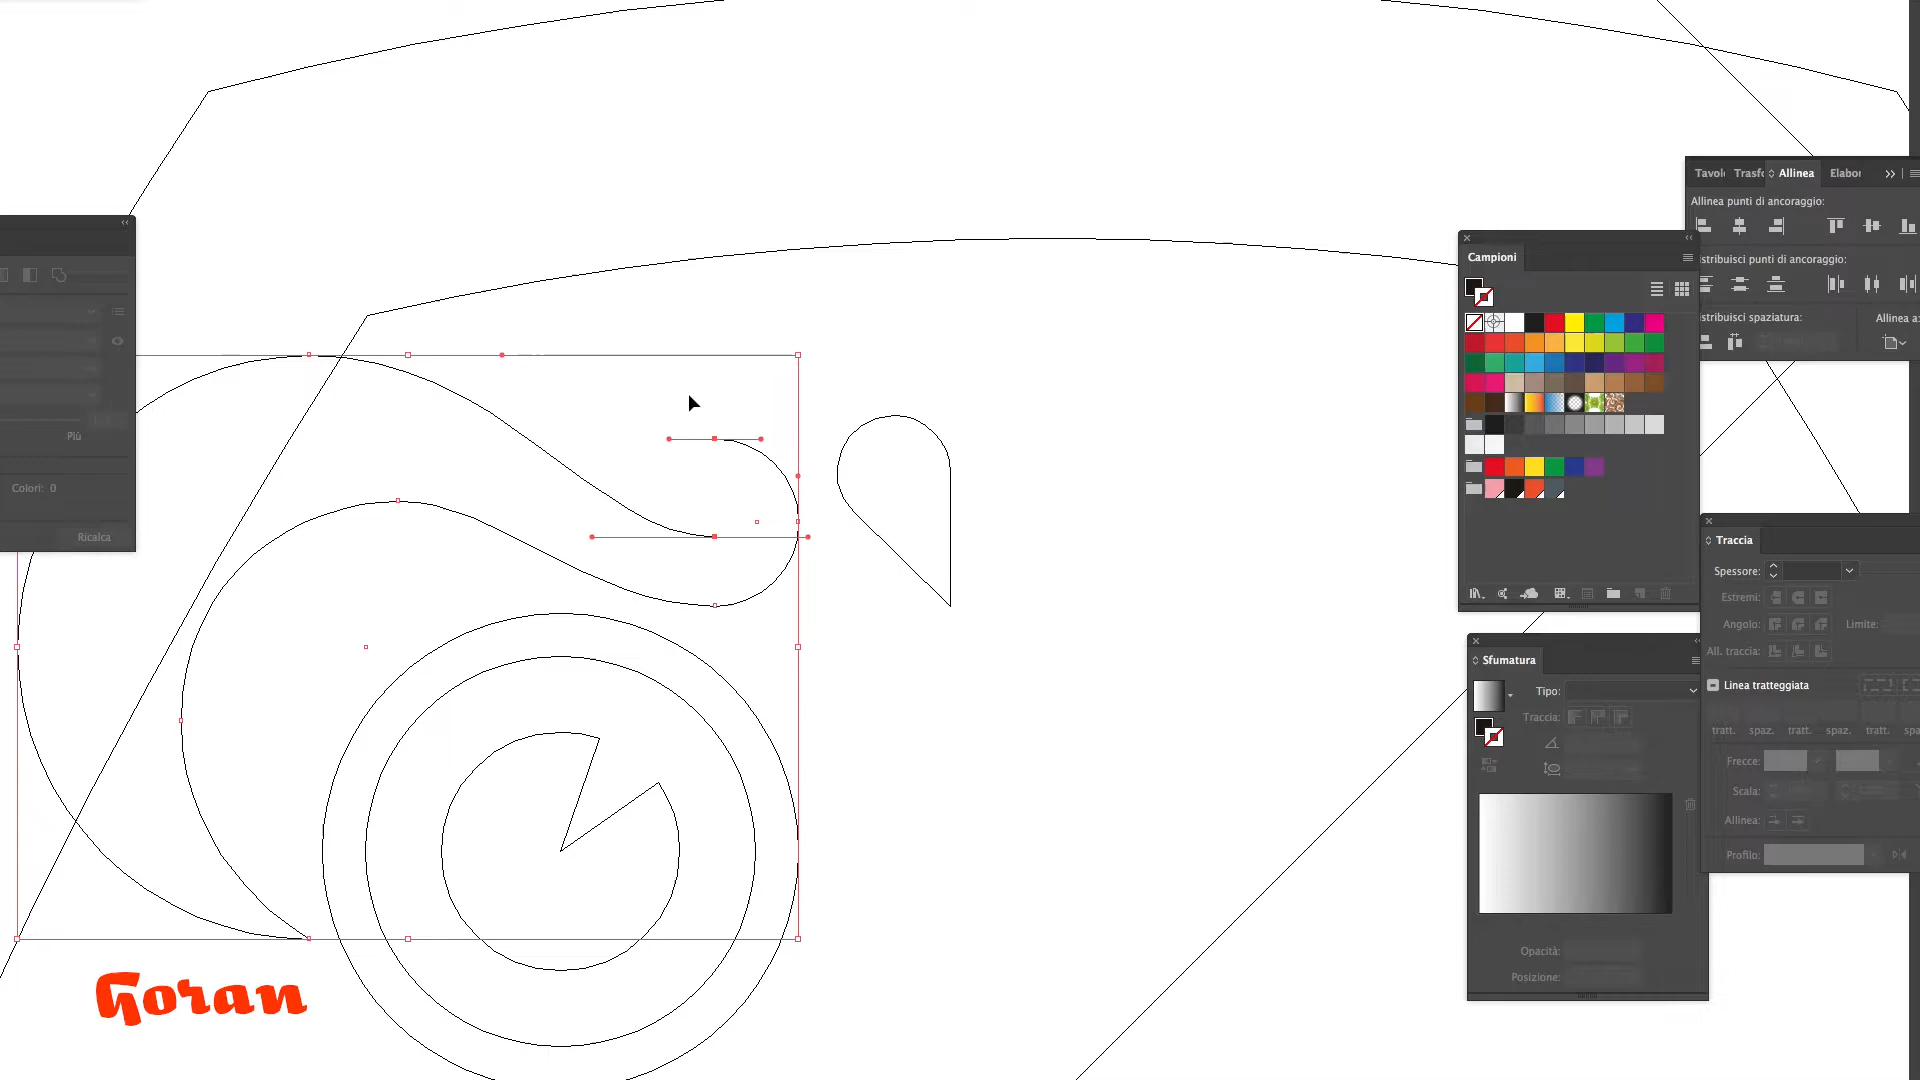 Tavol Trasfo Allinea Elabor
Allinea punti di ancoraggio:
stribuisci punti di ancoraggio:
stribuisci spaziatura:
Allinea a:
Campioni
Più
Colori: 0
Ricalca
Traccia
Spessore:
Estremi:
Angolo:
Limite:
All. traccia:
Linea tratteggiata
tratt. spaz. tratt. spaz. tratt. spa
Frecce:
Scala:
Allinea:
Profilo:
Sfumatura
Tipo:
Traccia:
Opacità:
Posizione:
Goran